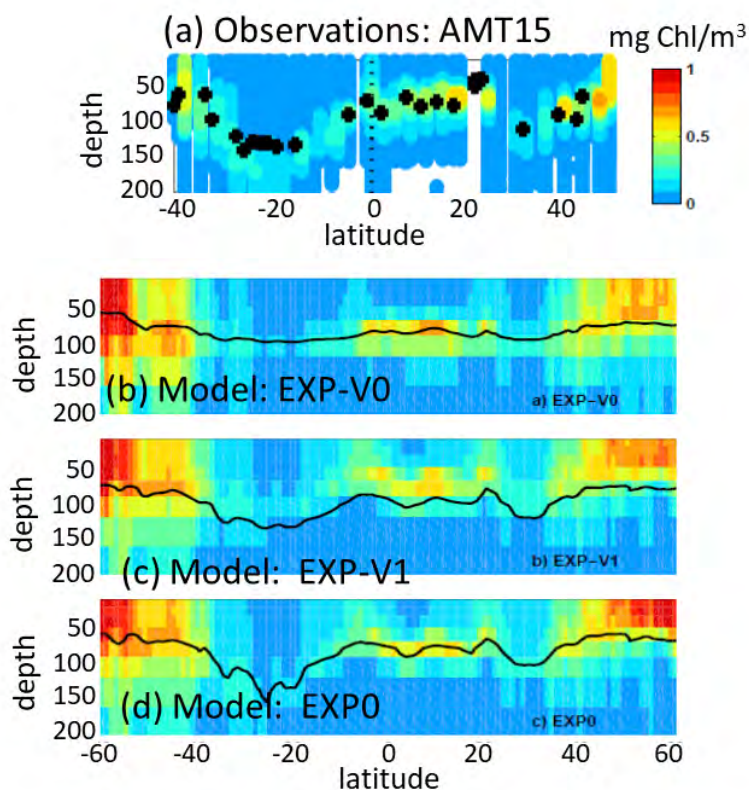 (a) Observations: AMT15
mg Chl/m³
depth
50
100
150
200
-40
-20
0
20
40
latitude
1
0.5
0
depth
50
100
150
200
(b) Model: EXP-V0
a) EXP-V0
depth
50
100
150
200
(c) Model: EXP-V1
b) EXP-V1
depth
50
100
150
200
(d) Model: EXP0
c) EXP0
-60
-40
-20
0
20
40
60
latitude